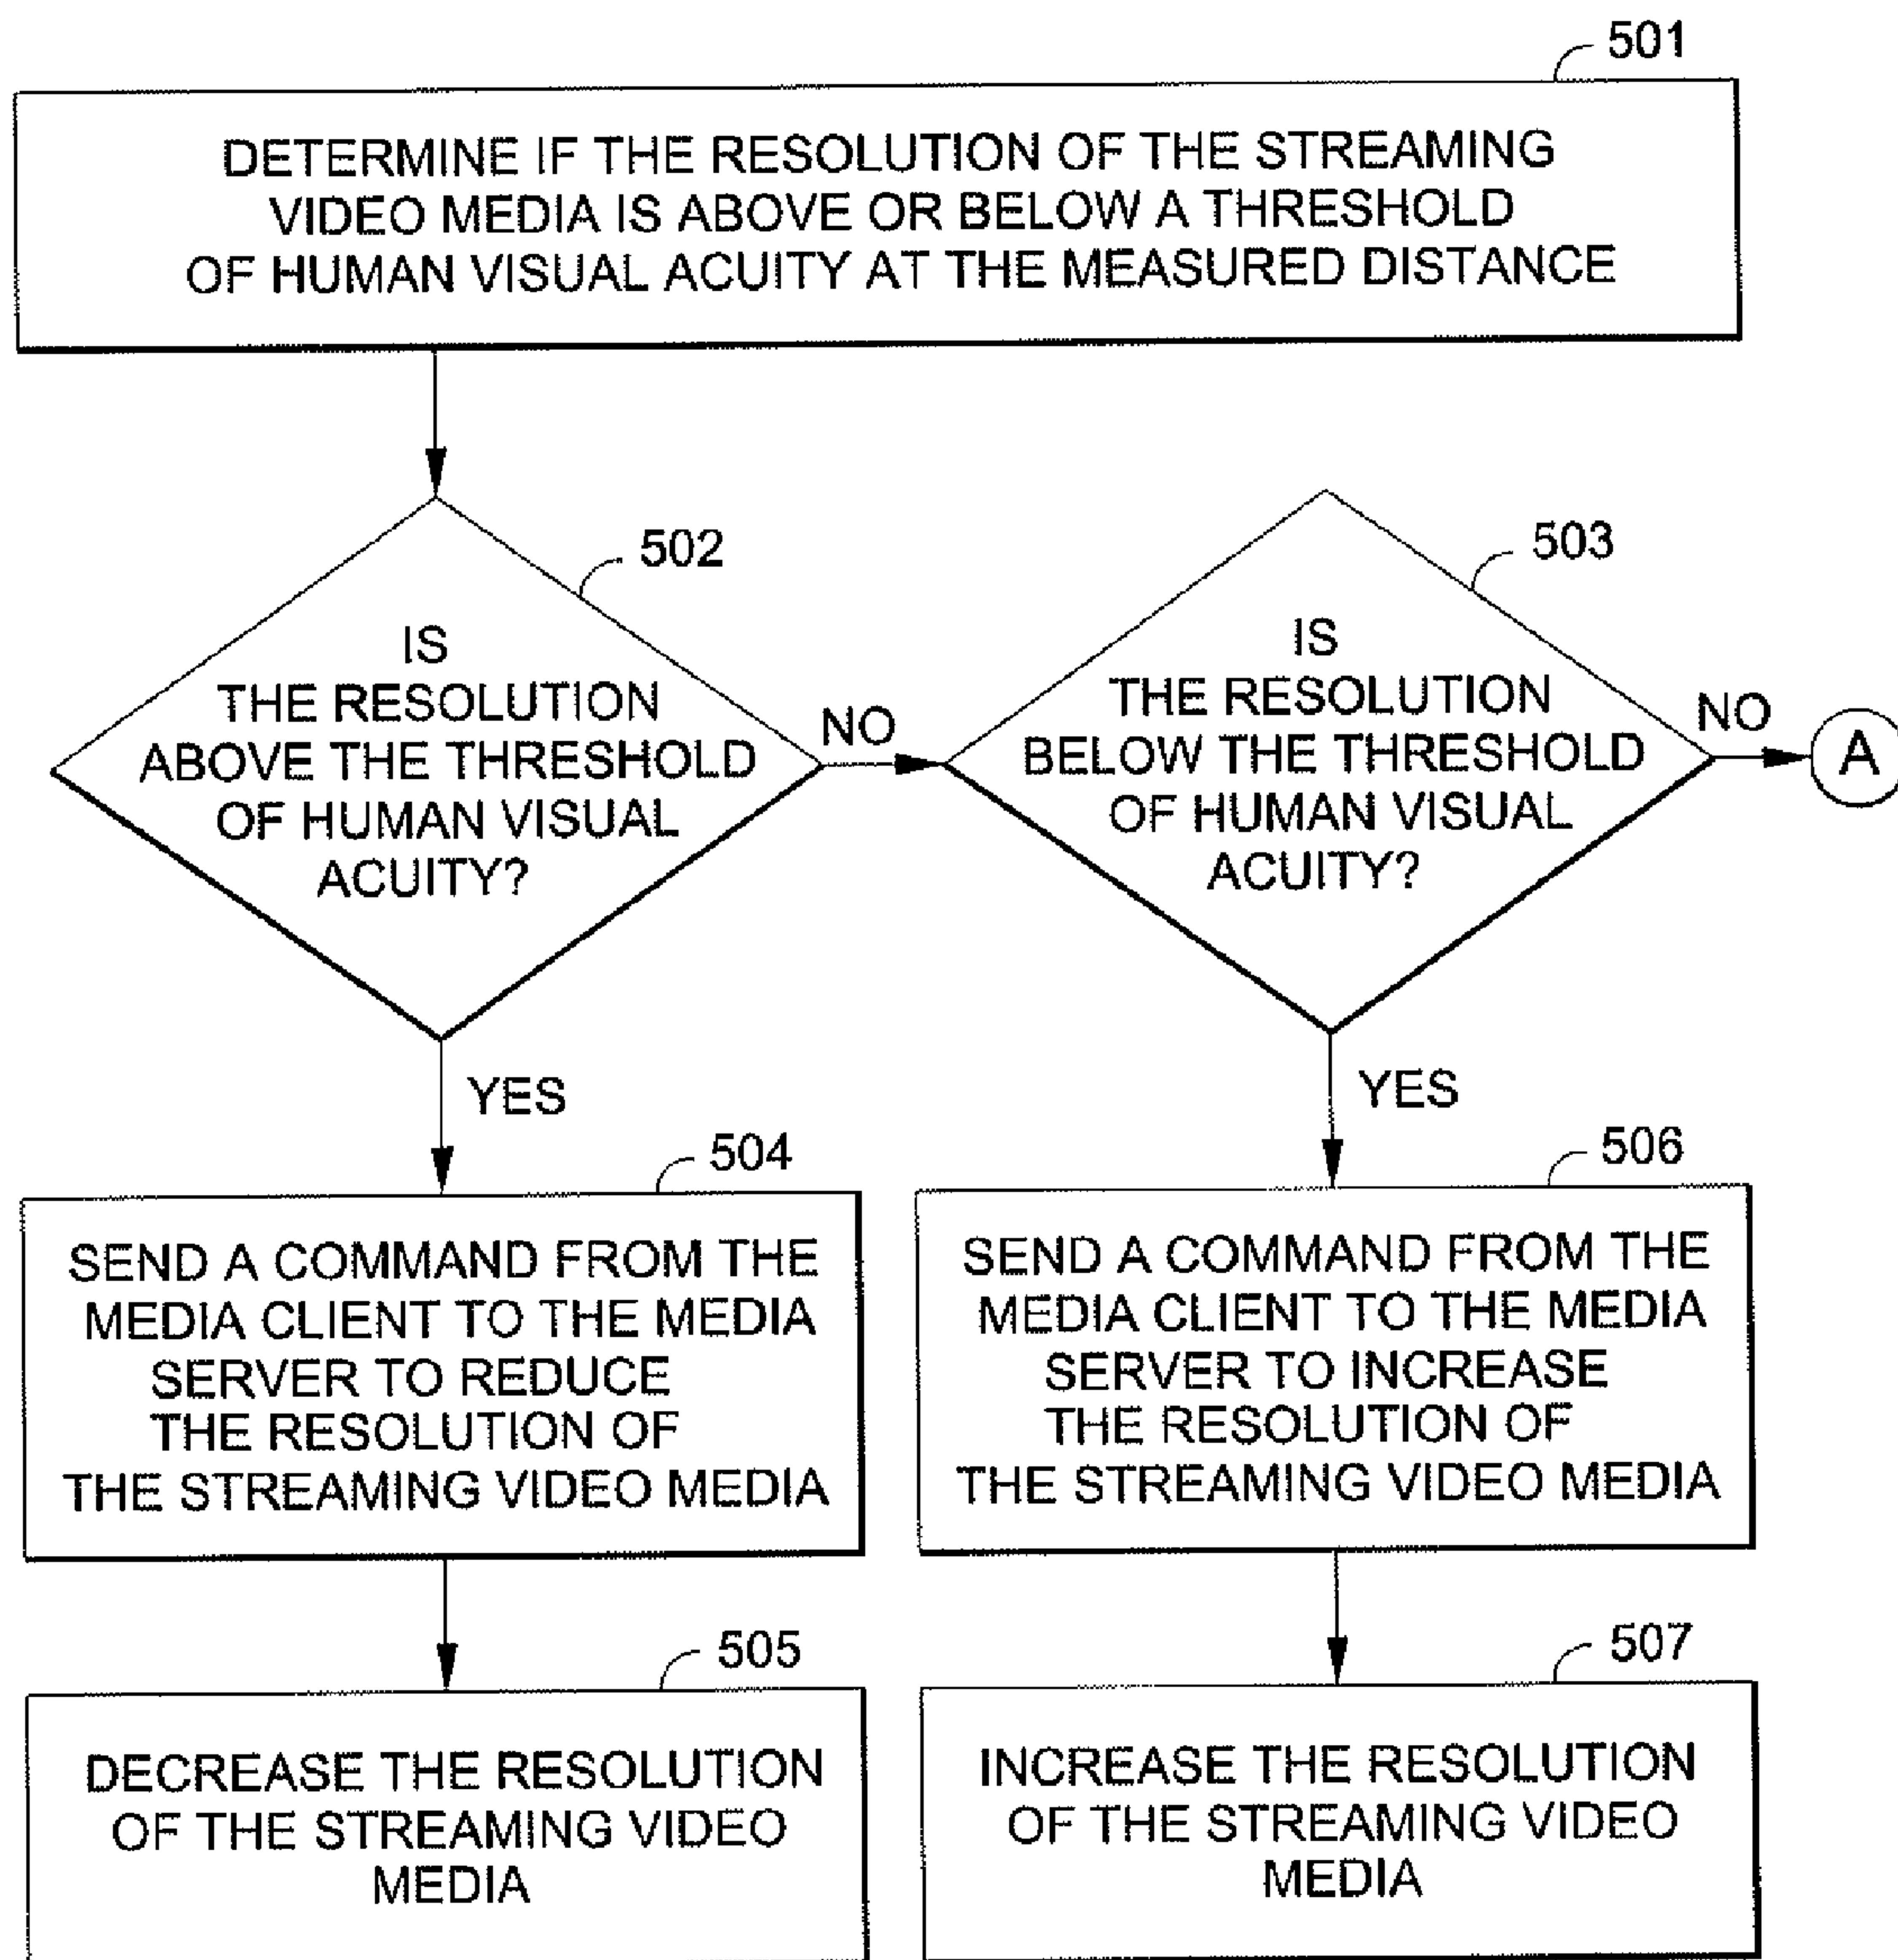 501
DETERMINE IF THE RESOLUTION OF THE STREAMING
VIDEO MEDIA IS ABOVE OR BELOW A THRESHOLD
OF HUMAN VISUAL ACUITY AT THE MEASURED DISTANCE
502
IS
THE RESOLUTION
ABOVE THE THRESHOLD
OF HUMAN VISUAL
ACUITY?
NO
503
IS
THE RESOLUTION
BELOW THE THRESHOLD
OF HUMAN VISUAL
ACUITY?
NO
A
YES
YES
504
SEND A COMMAND FROM THE
MEDIA CLIENT TO THE MEDIA
SERVER TO REDUCE
THE RESOLUTION OF
THE STREAMING VIDEO MEDIA
506
SEND A COMMAND FROM THE
MEDIA CLIENT TO THE MEDIA
SERVER TO INCREASE
THE RESOLUTION OF
THE STREAMING VIDEO MEDIA
505
DECREASE THE RESOLUTION
OF THE STREAMING VIDEO
MEDIA
507
INCREASE THE RESOLUTION
OF THE STREAMING VIDEO
MEDIA